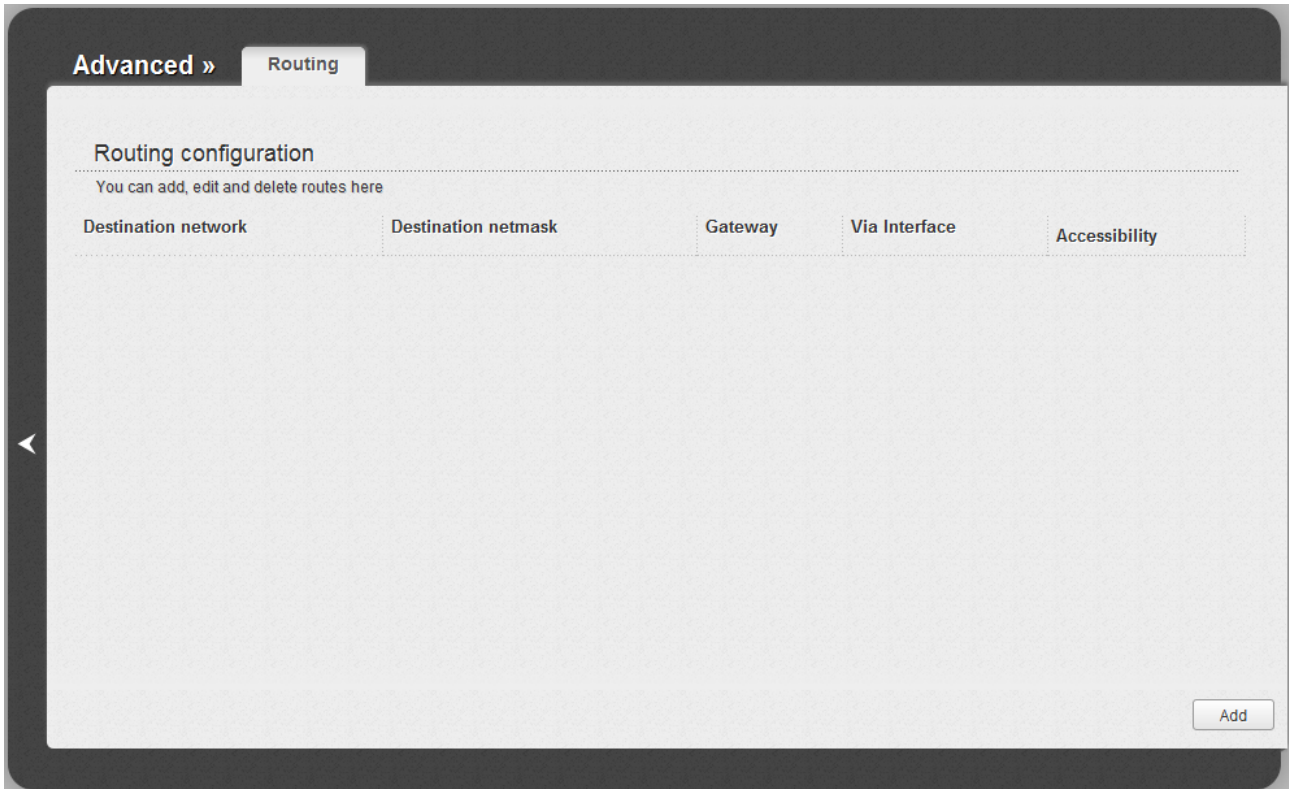 Advanced » Routing
Routing configuration
You can add, edit and delete routes here
Destination network Destination netmask Gateway Via Interface Accessibility
Add